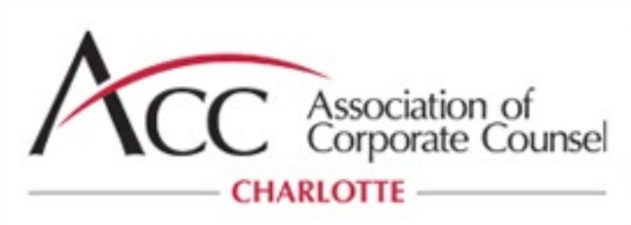 ACC
Association of
Corporate Counsel
CHARLOTTE